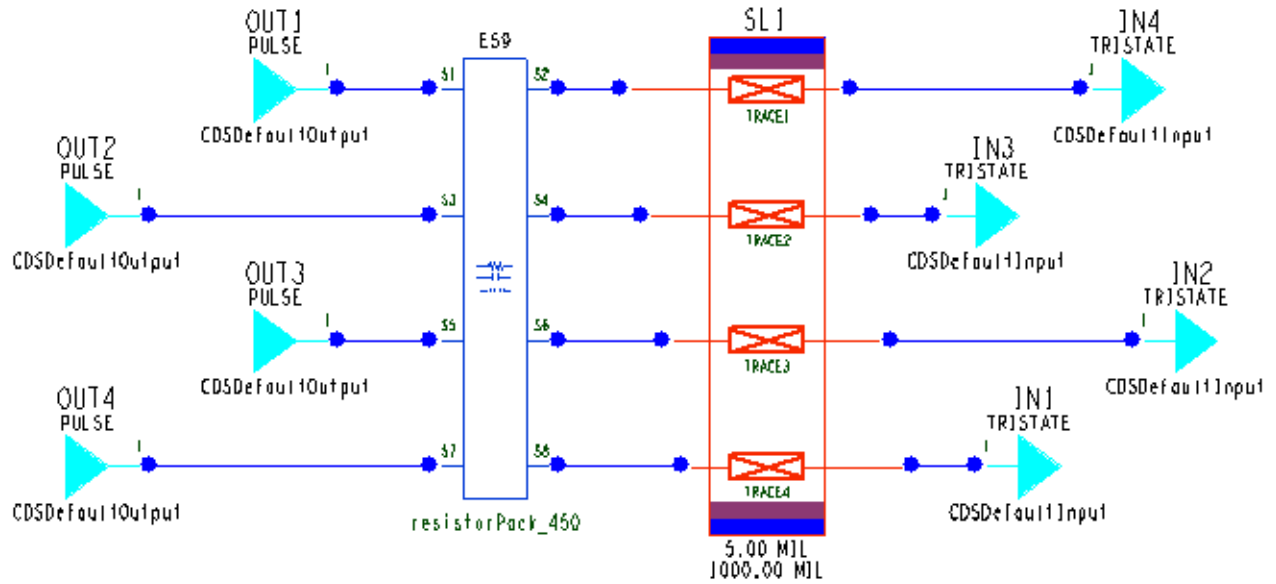 OUT1
PULSE
CDSDefaultOutput
ES9
SL1
IN4
TRISTATE
CDSDefaultInput
S1
S2
TRACE1
OUT2
PULSE
CDSDefaultOutput
S3
S4
TRACE2
IN3
TRISTATE
CDSDefaultInput
OUT3
PULSE
CDSDefaultOutput
S5
S6
TRACE3
IN2
TRISTATE
CDSDefaultInput
OUT4
PULSE
CDSDefaultOutput
S7
S8
TRACE4
IN1
TRISTATE
CDSDefaultInput
resistorPack_450
5.00 MIL
1000.00 MIL